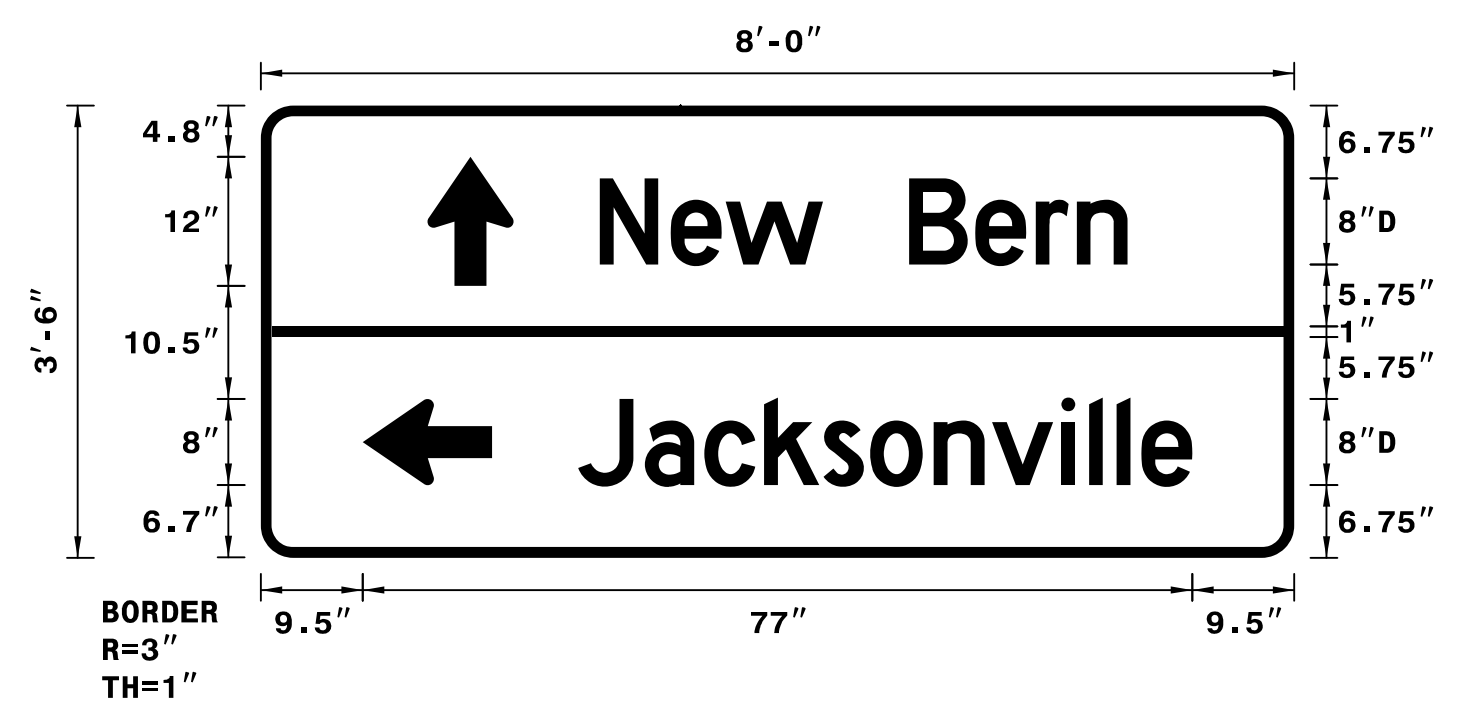 8'-0"
4.8"
6.75"
12"
New Bern
8"D
5.75"
3'-6"
10.5"
1"
5.75"
8"
Jacksonville
8"D
6.7"
6.75"
BORDER
9.5"
77"
9.5"
R=3"
TH=1"